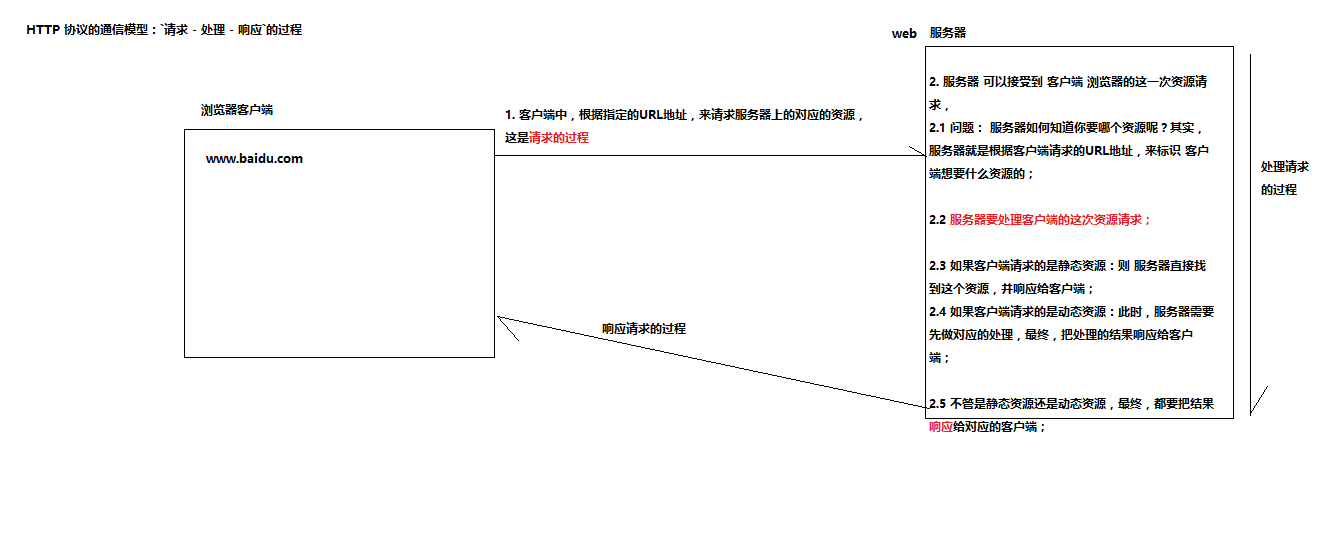 HTTP 协议的通信模型：`请求 - 处理 - 响应`的过程
web 服务器
浏览器客户端
www.baidu.com
1. 客户端中，根据指定的URL地址，来请求服务器上的对应的资源，
这是请求的过程
2. 服务器 可以接受到 客户端 浏览器的这一次资源请
求，
2.1 问题： 服务器如何知道你要哪个资源呢？其实，
服务器就是根据客户端请求的URL地址，来标识 客户
端想要什么资源的；
2.2 服务器要处理客户端的这次资源请求；
2.3 如果客户端请求的是静态资源：则 服务器直接找
到这个资源，并响应给客户端；
2.4 如果客户端请求的是动态资源：此时，服务器需要
先做对应的处理，最终，把处理的结果响应给客户
端；
2.5 不管是静态资源还是动态资源，最终，都要把结果
响应给对应的客户端；
处理请求
的过程
响应请求的过程